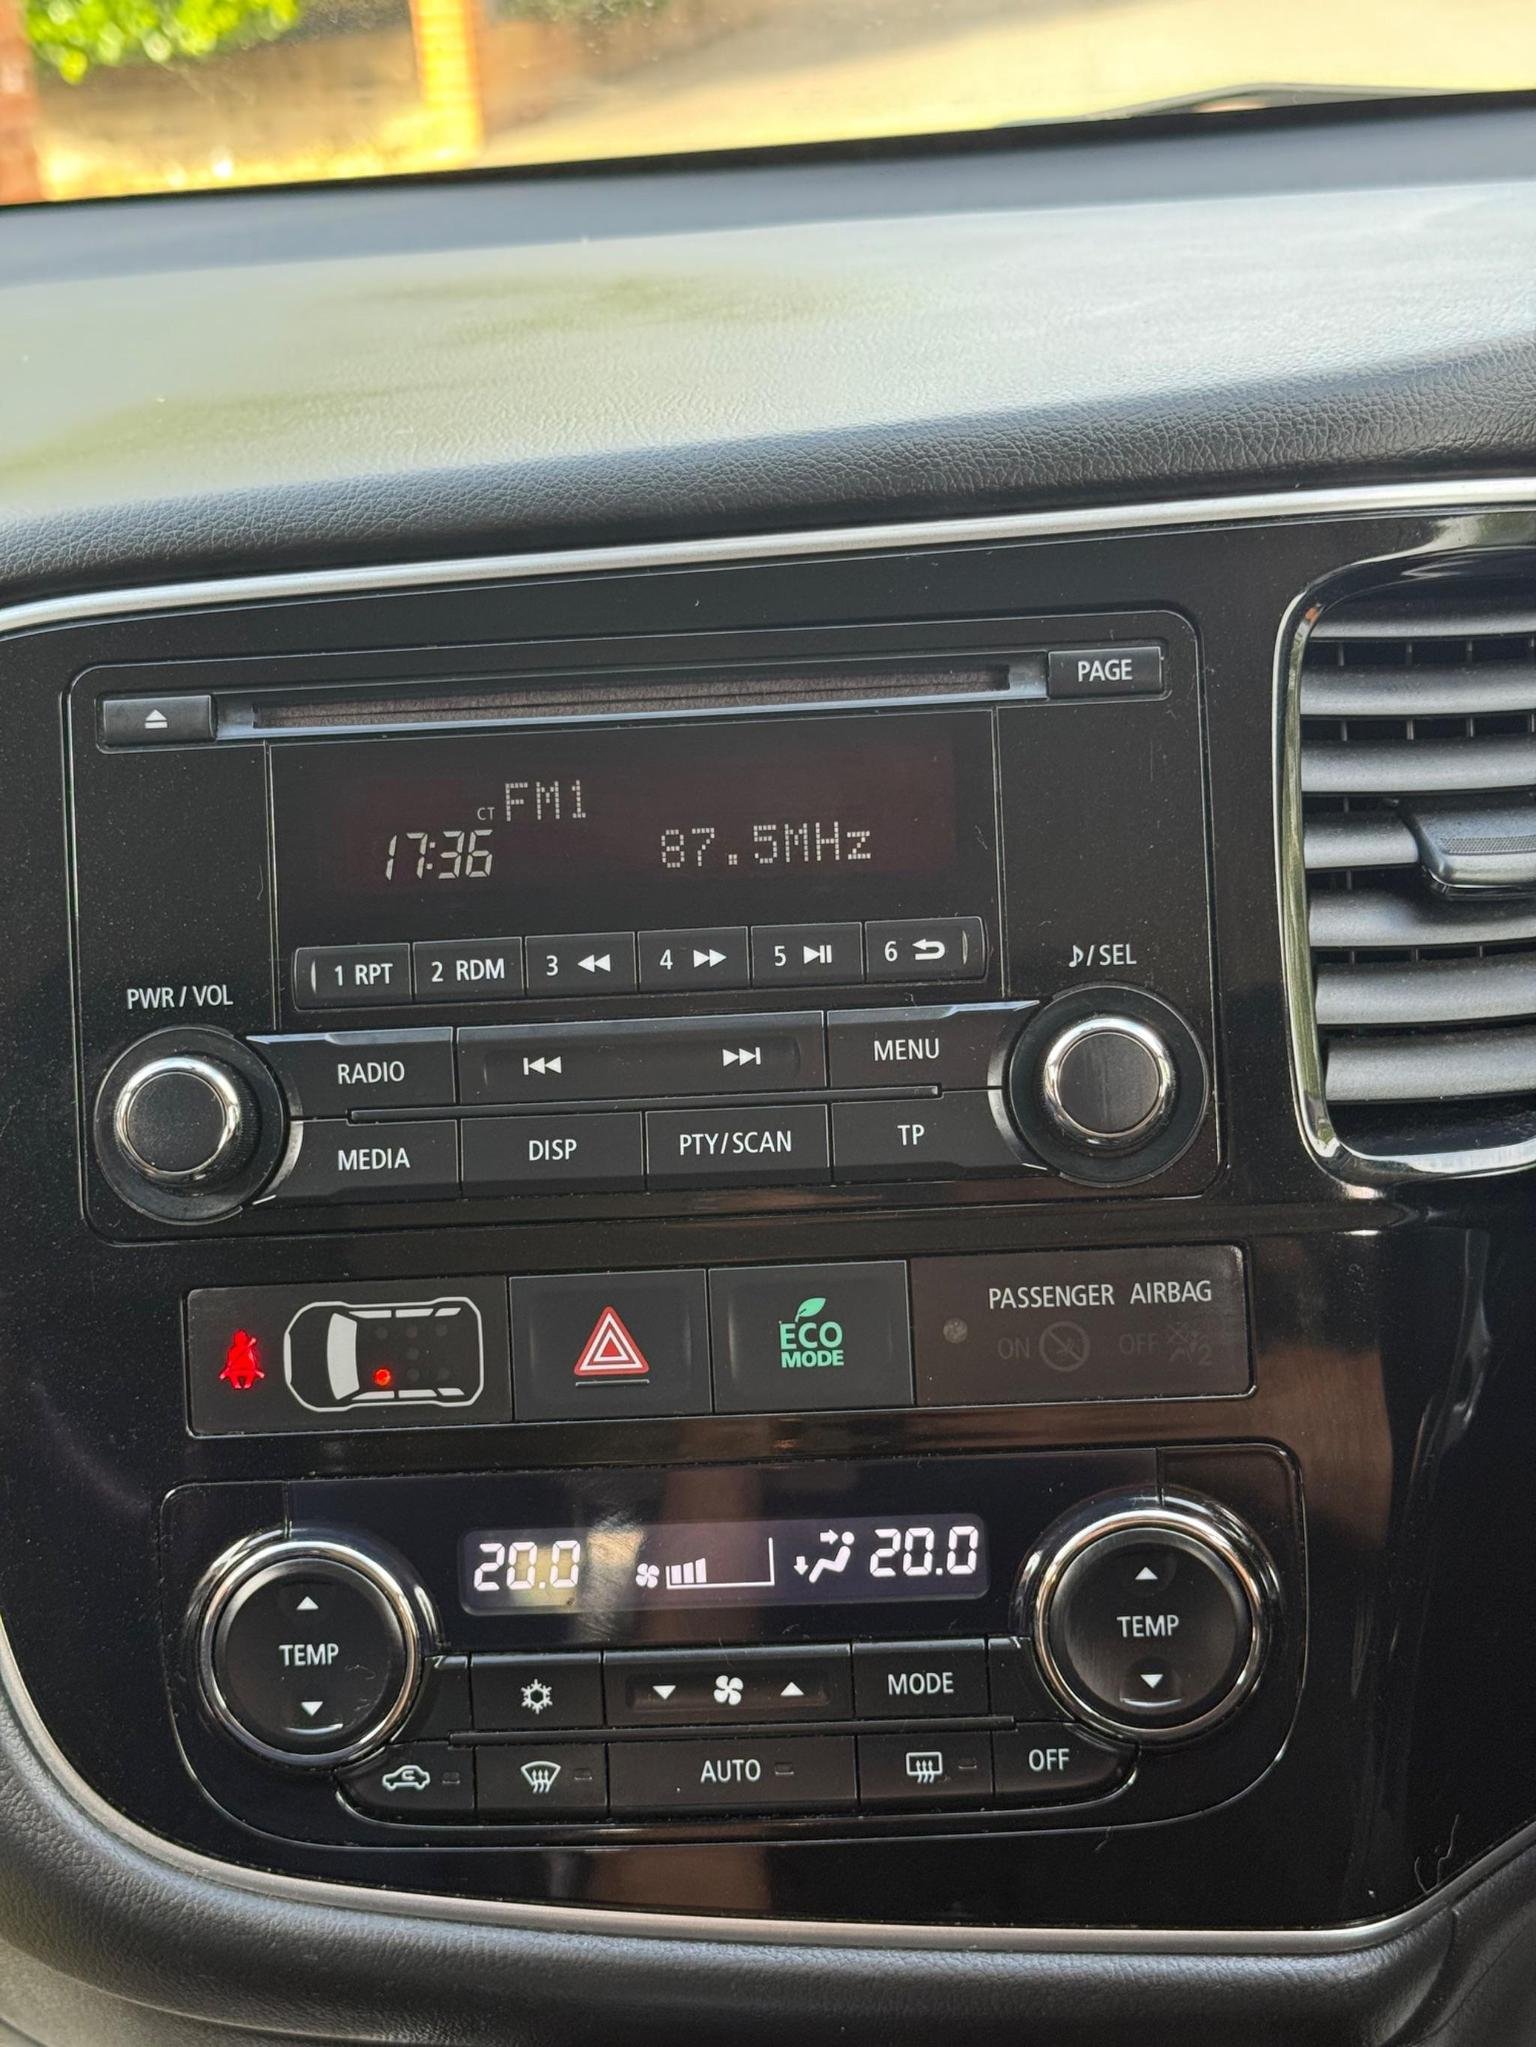 PAGE
CT FM1
17:36 87.5MHz
1 RPT 2 RDM 3 4 5 6
PWR / VOL
♪/SEL
RADIO MENU
MEDIA DISP PTY/SCAN TP
ECO
MODE
PASSENGER AIRBAG
ON OFF 2
20.0 20.0
TEMP
TEMP
MODE
AUTO OFF